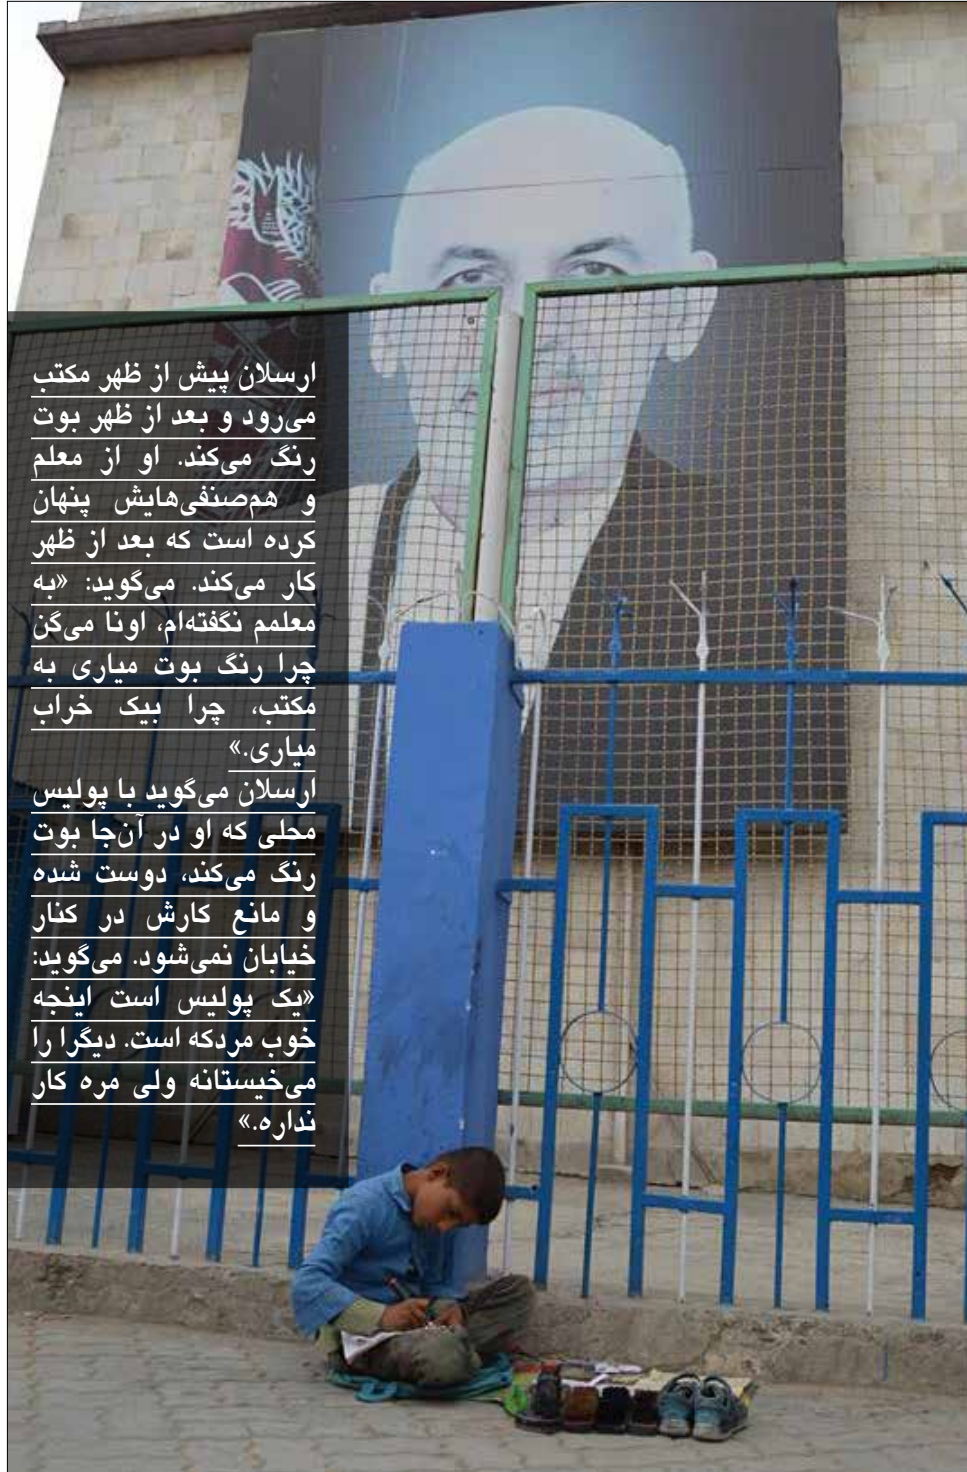 ارسلان پیش از ظهر مکتب
می‌رود و بعد از ظهر بوت
رنگ می‌کند. او از معلم
و هم‌صنفی‌هایش پنهان
کرده است که بعد از ظهر
کار می‌کند. می‌گوید: «به
معلمم نگفته‌ام، اونا می‌گن
چرا رنگ بوت میاری به
مکتب، چرا بیک خراب
میاری.»
ارسلان می‌گوید با پولیس
محلی که او در آن‌جا بوت
رنگ می‌کند، دوست شده
و مانع کارش در کنار
خیابان نمی‌شود. می‌گوید:
«یک پولیس است اینجه
خوب مردکه است. دیگرا را
می‌خیستانه ولی مره کار
نداره.»